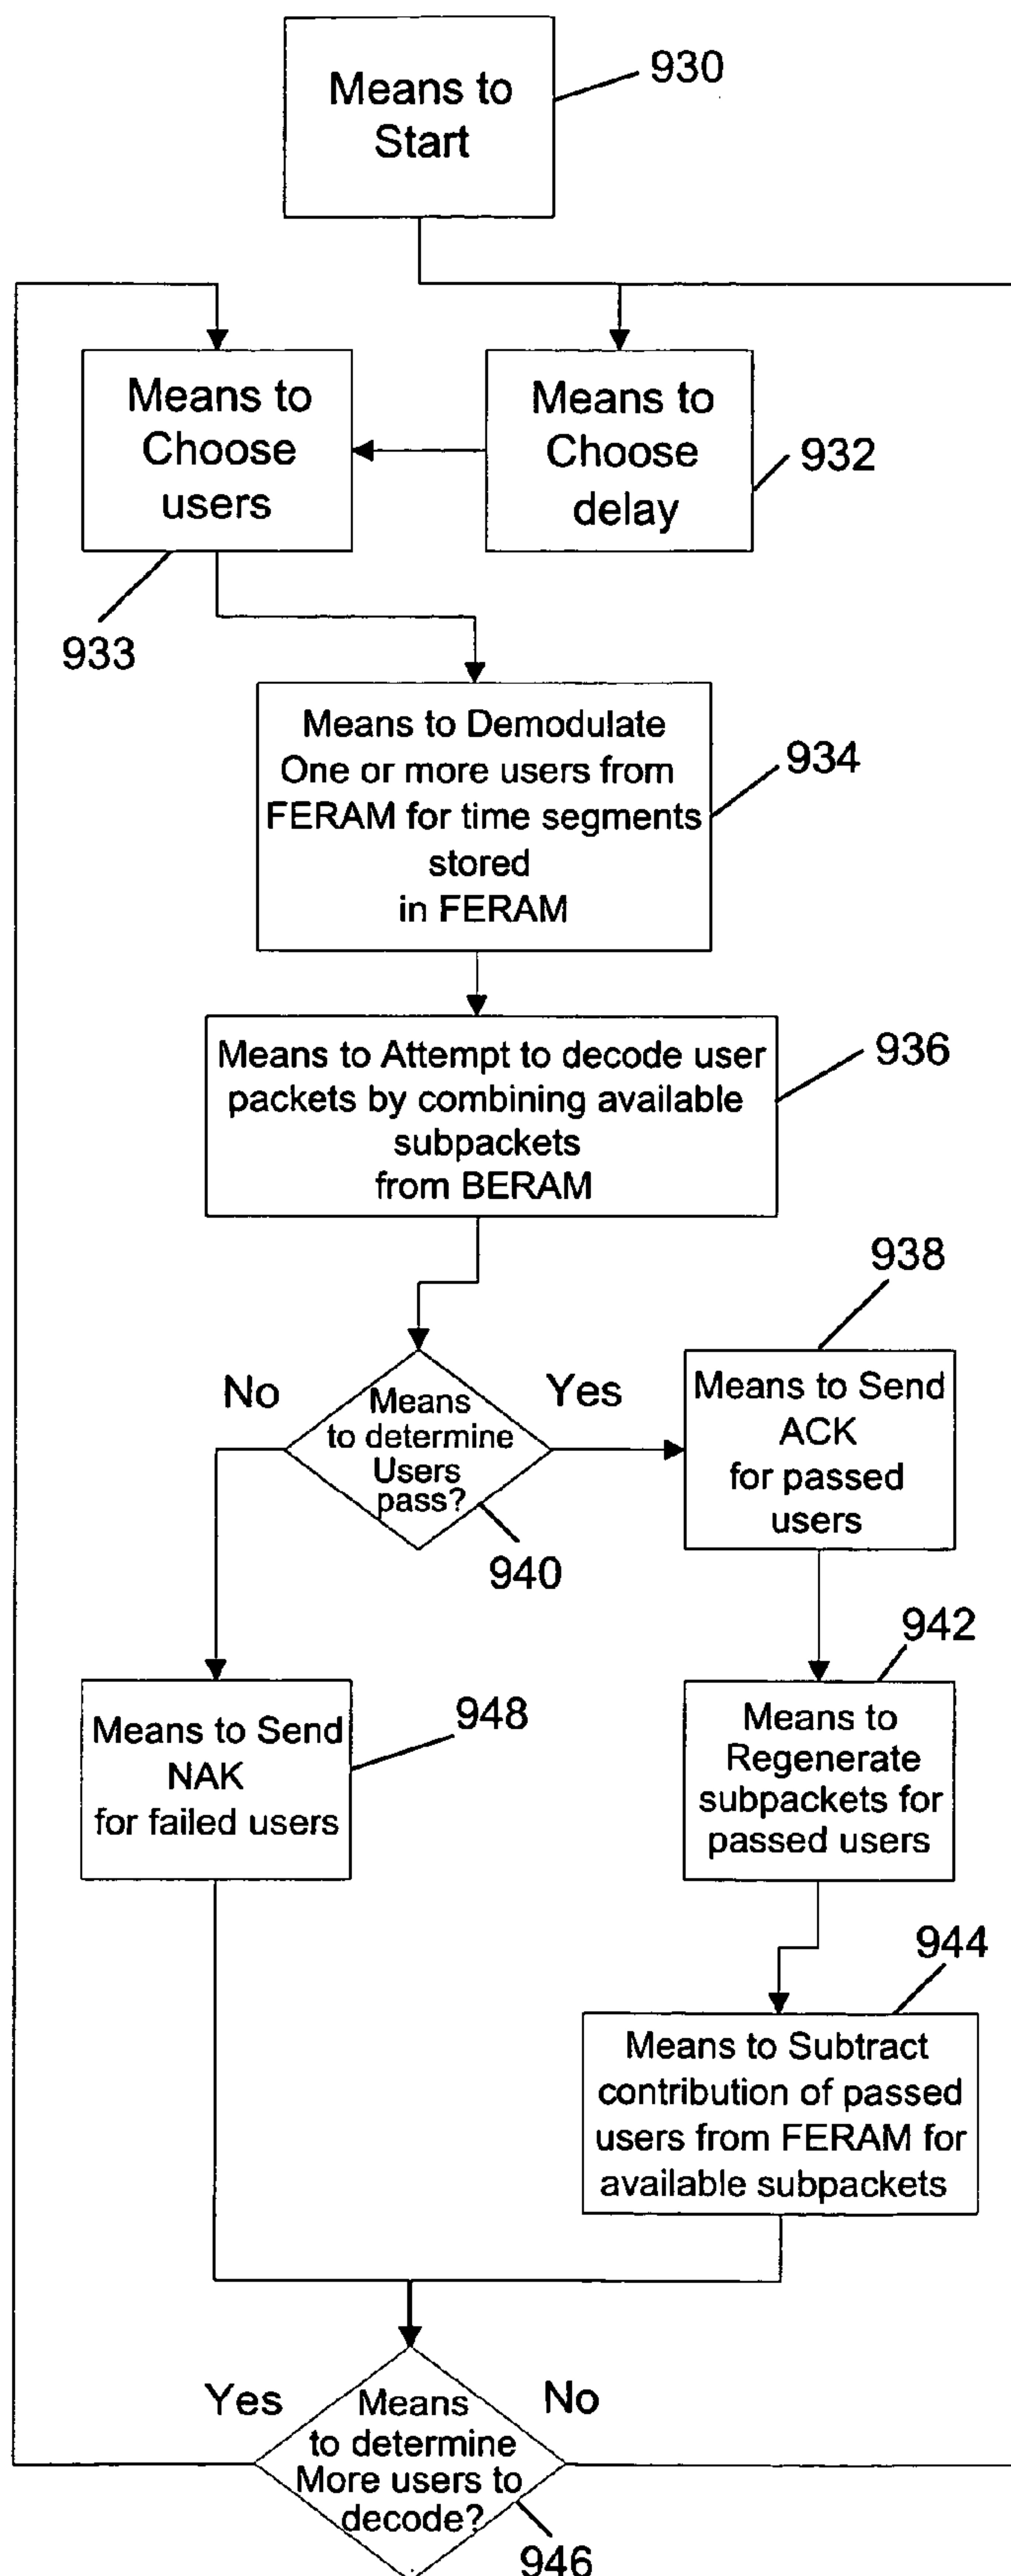 Means to
Start
930
Means to
Choose
users
933
Means to
Choose
delay
932
Means to Demodulate
One or more users from
FERAM for time segments
stored
in FERAM
934
Means to Attempt to decode user
packets by combining available
subpackets
from BERAM
936
938
No
Means
to determine
Users
pass?
Yes
940
Means to Send
ACK
for passed
users
942
Means to Send
NAK
for failed users
948
Means to
Regenerate
subpackets for
passed users
944
Means to Subtract
contribution of passed
users from FERAM for
available subpackets
Yes
Means
to determine
More users to
decode?
No
946